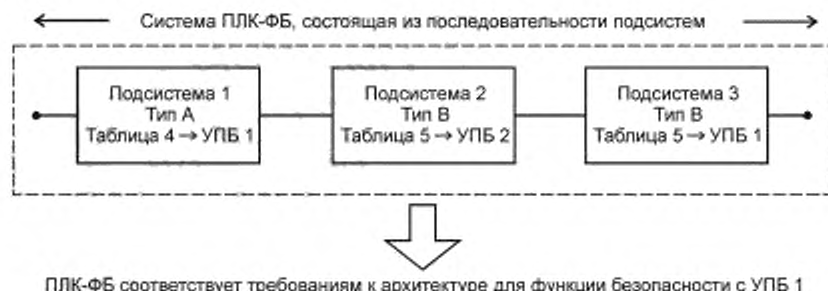 Система ПЛК-ФБ, состоящая из последовательности подсистем
Подсистема 1
Тип А
Таблица 4 → УПБ 1
Подсистема 2
Тип В
Таблица 5 → УПБ 2
Подсистема 3
Тип В
Таблица 5 → УПБ 1
ПЛК-ФБ соответствует требованиям к архитектуре для функции безопасности с УПБ 1